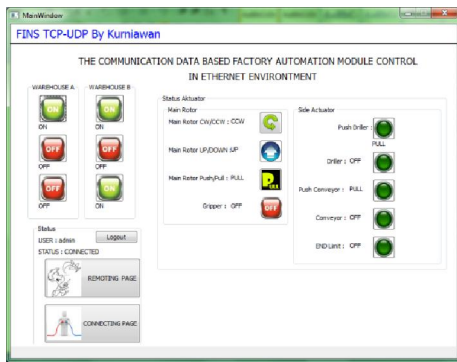 MainWindow
FINS TCP-UDP By Kurniawan
THE COMMUNICATION DATA BASED FACTORY AUTOMATION MODULE CONTROL
IN ETHERNET ENVIRONTMENT
WAREHOUSE A
WAREHOUSE B
ON
ON
ON
ON
OFF
OFF
OFF
OFF
OFF
ON
OFF
ON
Status Aktuator
Main Rotor
Main Rotor CW/CCW : CCW
Main Rotor UP/DOWN :UP
Main Rotor Push/Pull : PULL
Gripper : OFF
OFF
Side Actuator
Push Driller :
PULL
Driller : OFF
Push Conveyor : PULL
Conveyor : OFF
END Limit : OFF
Status
USER : admin
Logout
STATUS : CONNECTED
REMOTING PAGE
CONNECTING PAGE